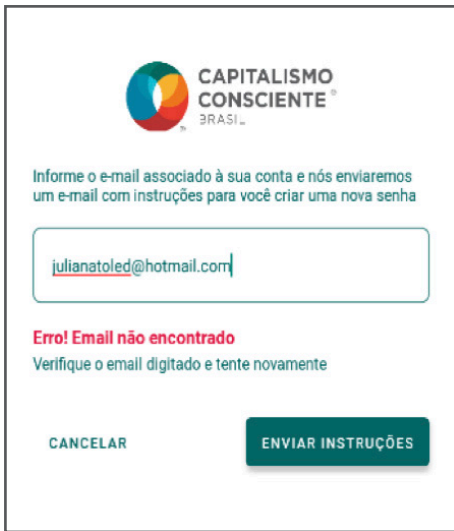 CAPITALISMO
CONSCIENTE®
BRASIL
Informe o e-mail associado à sua conta e nós enviaremos
um e-mail com instruções para você criar uma nova senha
julianatoled@hotmail.com
Erro! Email não encontrado
Verifique o email digitado e tente novamente
CANCELAR
ENVIAR INSTRUÇÕES